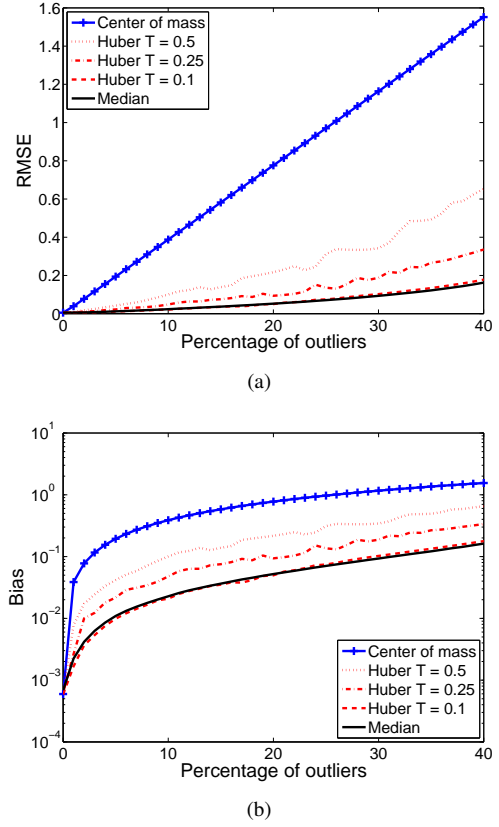 1.6
1.4
1.2
1
0.8
0.6
0.4
0.2
0
RMSE
Center of mass
Huber T = 0.5
Huber T = 0.25
Huber T = 0.1
Median
0 10 20 30 40
Percentage of outliers
(a)
10^1
10^0
10^−1
10^−2
10^−3
10^−4
Bias
Center of mass
Huber T = 0.5
Huber T = 0.25
Huber T = 0.1
Median
0 10 20 30 40
Percentage of outliers
(b)